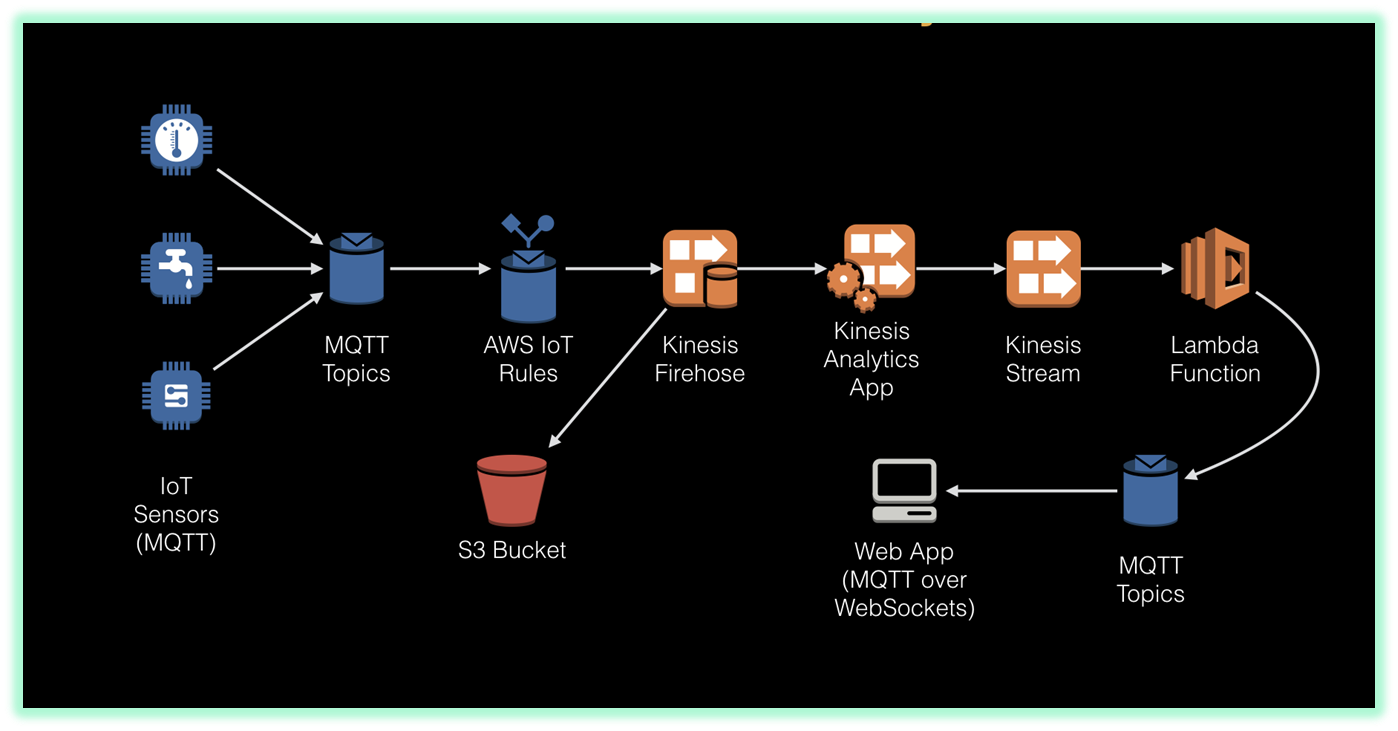 MQTT
Topics
AWS IoT
Rules
Kinesis
Firehose
Kinesis
Analytics
App
Kinesis
Stream
Lambda
Function
IoT
Sensors
(MQTT)
S3 Bucket
Web App
(MQTT over
WebSockets)
MQTT
Topics